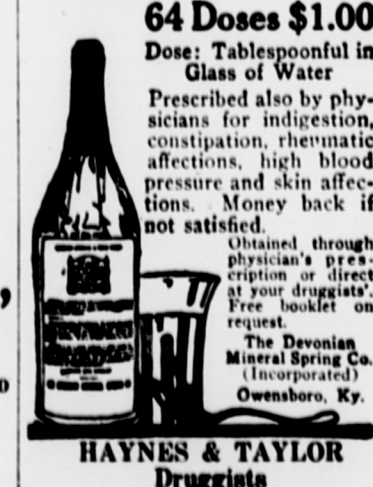 64 Doses $1.00
Dose: Tablespoonful in
Glass of Water
Prescribed also by phy-
sicians for indigestion,
constipation, rheumatic
affections, high blood
pressure and skin affec-
tions. Money back if
not satisfied.
Obtained through
physician's pres-
cription or direct
at your druggists'.
Free booklet on
request.
The Devonian
Mineral Spring Co.
(Incorporated)
Owensboro, Ky.
HAYNES & TAYLOR
Druggists